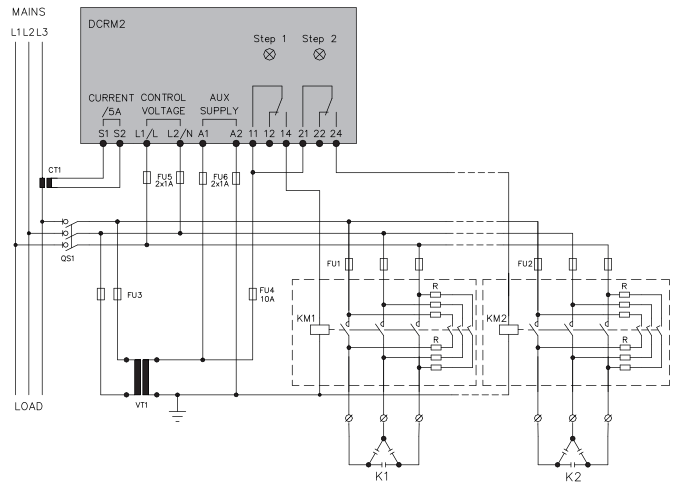 MAINS
L1 L2 L3
DCRM2
Step 1
Step 2
CURRENT
/5A
CONTROL
VOLTAGE
AUX
SUPPLY
S1 S2 L1/L L2/N A1 A2 11 12 14 21 22 24
CT1
FU5
2x1A
FU6
2x1A
QS1
FU1
FU2
FU3
FU4
10A
R
R
KM1
R
R
KM2
LOAD
VT1
K1
K2